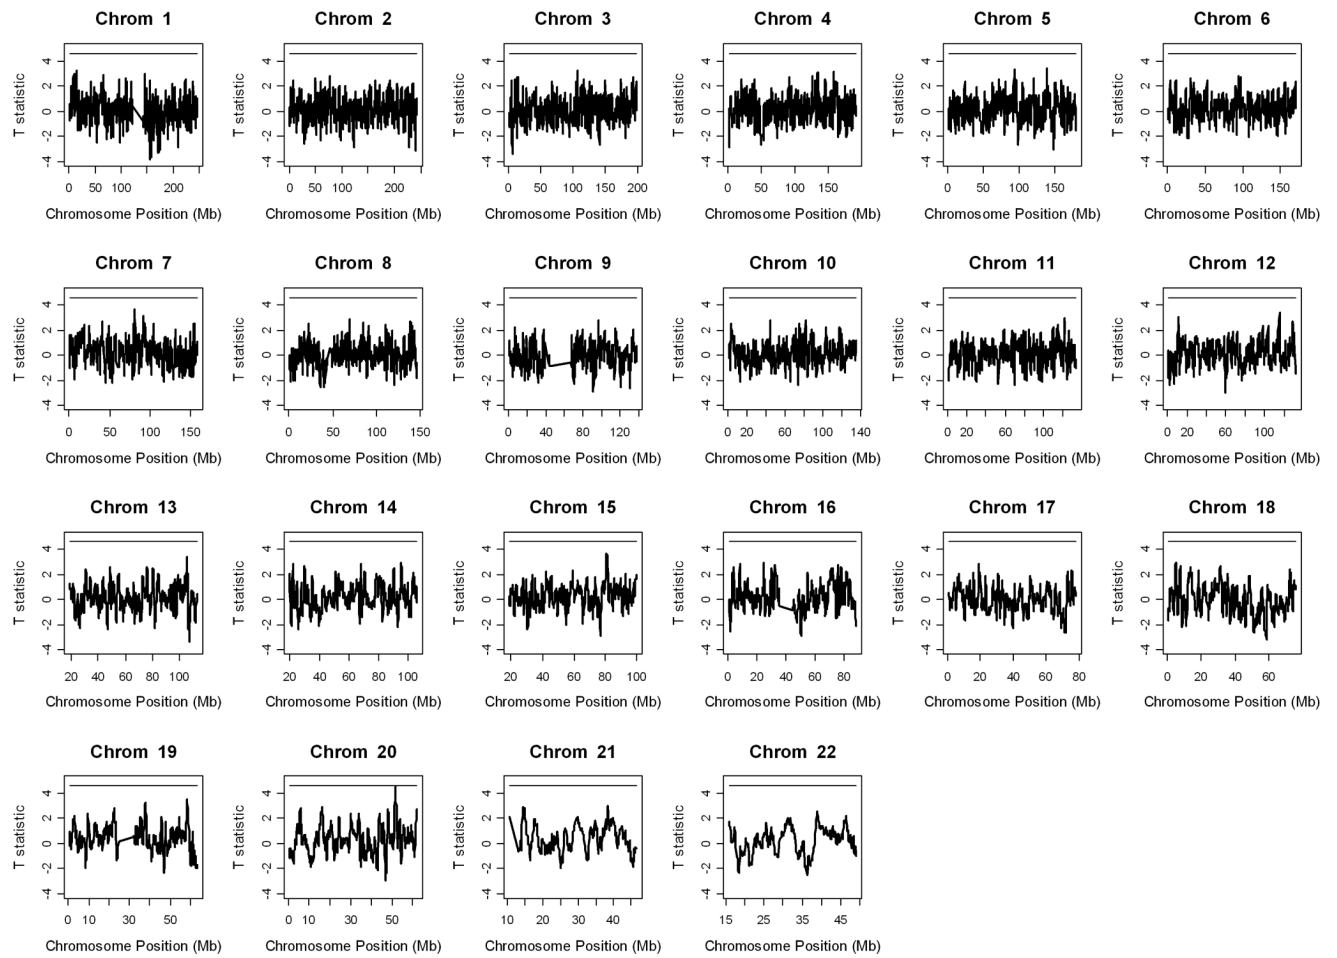 Chrom 1
T statistic
-4 -2 0 2 4
0 50 100 200
Chromosome Position (Mb)
Chrom 2
T statistic
-4 -2 0 2 4
0 50 100 200
Chromosome Position (Mb)
Chrom 3
T statistic
-4 -2 0 2 4
0 50 100 150 200
Chromosome Position (Mb)
Chrom 4
T statistic
-4 -2 0 2 4
0 50 100 150
Chromosome Position (Mb)
Chrom 5
T statistic
-4 -2 0 2 4
0 50 100 150
Chromosome Position (Mb)
Chrom 6
T statistic
-4 -2 0 2 4
0 50 100 150
Chromosome Position (Mb)
Chrom 7
T statistic
-4 -2 0 2 4
0 50 100 150
Chromosome Position (Mb)
Chrom 8
T statistic
-4 -2 0 2 4
0 50 100 150
Chromosome Position (Mb)
Chrom 9
T statistic
-4 -2 0 2 4
0 40 80 120
Chromosome Position (Mb)
Chrom 10
T statistic
-4 -2 0 2 4
0 20 60 100 140
Chromosome Position (Mb)
Chrom 11
T statistic
-4 -2 0 2 4
0 20 60 100
Chromosome Position (Mb)
Chrom 12
T statistic
-4 -2 0 2 4
0 20 60 100
Chromosome Position (Mb)
Chrom 13
T statistic
-4 -2 0 2 4
20 40 60 80 100
Chromosome Position (Mb)
Chrom 14
T statistic
-4 -2 0 2 4
20 40 60 80 100
Chromosome Position (Mb)
Chrom 15
T statistic
-4 -2 0 2 4
20 40 60 80 100
Chromosome Position (Mb)
Chrom 16
T statistic
-4 -2 0 2 4
0 20 40 60 80
Chromosome Position (Mb)
Chrom 17
T statistic
-4 -2 0 2 4
0 20 40 60 80
Chromosome Position (Mb)
Chrom 18
T statistic
-4 -2 0 2 4
0 20 40 60
Chromosome Position (Mb)
Chrom 19
T statistic
-4 -2 0 2 4
0 10 30 50
Chromosome Position (Mb)
Chrom 20
T statistic
-4 -2 0 2 4
0 10 30 50
Chromosome Position (Mb)
Chrom 21
T statistic
-4 -2 0 2 4
10 20 30 40
Chromosome Position (Mb)
Chrom 22
T statistic
-4 -2 0 2 4
15 25 35 45
Chromosome Position (Mb)